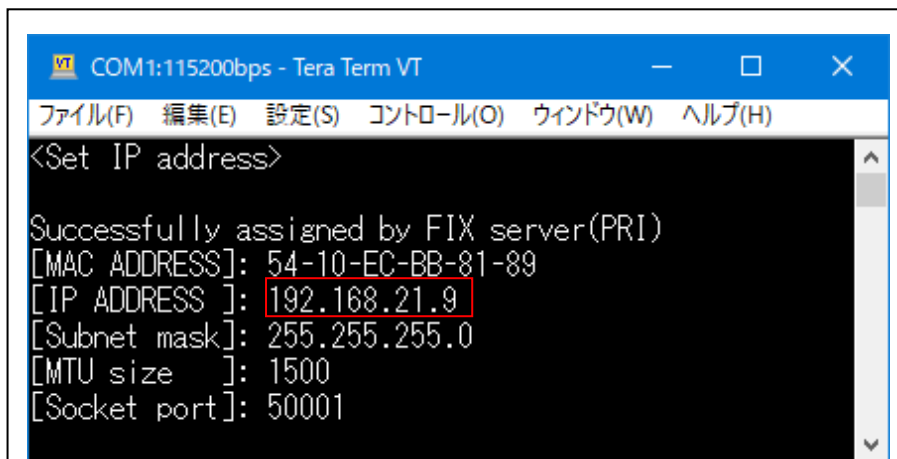 COM1:115200bps - Tera Term VT
ファイル(F) 編集(E) 設定(S) コントロール(O) ウィンドウ(W) ヘルプ(H)
<Set IP address>
Successfully assigned by FIX server(PRI)
[MAC ADDRESS]: 54-10-EC-BB-81-89
[IP ADDRESS ]: 192.168.21.9
[Subnet mask]: 255.255.255.0
[MTU size   ]: 1500
[Socket port]: 50001